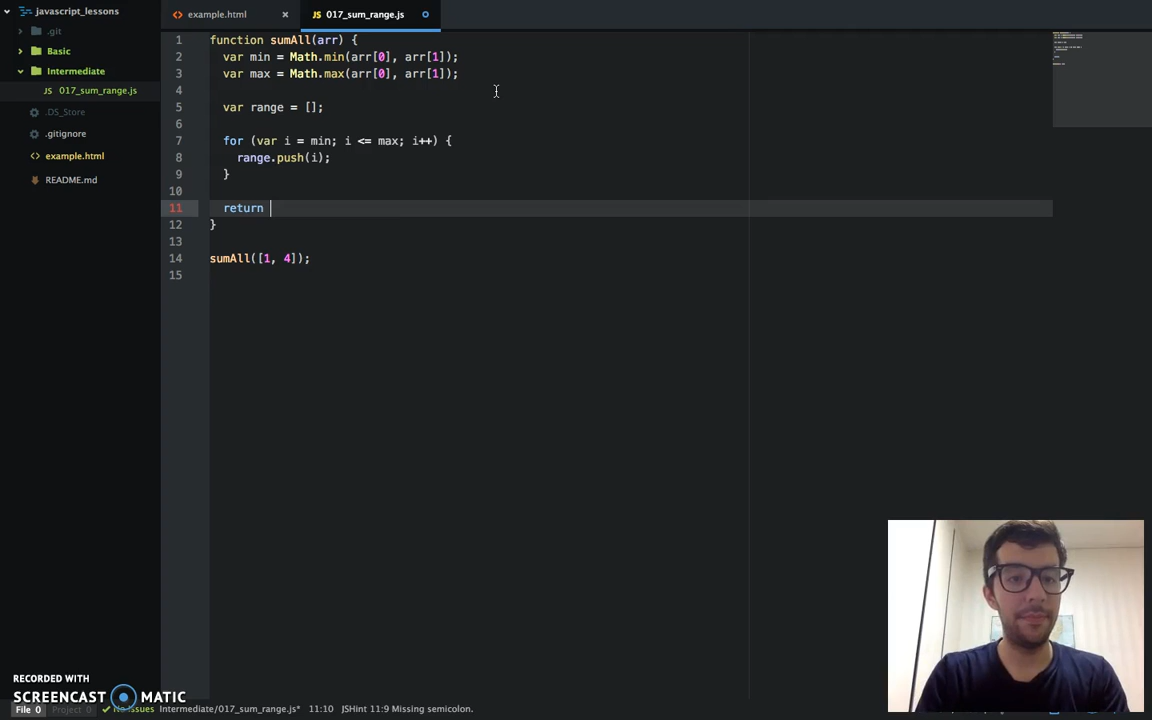 javascript_lessons
.git
Basic
Intermediate
017_sum_range.js
.DS_Store
.gitignore
example.html
README.md
example.html
017_sum_range.js
1 function sumAll(arr) {
2 var min = Math.min(arr[0], arr[1]);
3 var max = Math.max(arr[0], arr[1]);
4
5 var range = [];
6
7 for (var i = min; i <= max; i++) {
8 range.push(i);
9 }
10
11 return
12 }
13
14 sumAll([1, 4]);
15
RECORDED WITH
SCREENCAST MATIC
File 0 Project 0 No Issues Intermediate/017_sum_range.js* 11:10 JSHint 11:9 Missing semicolon.